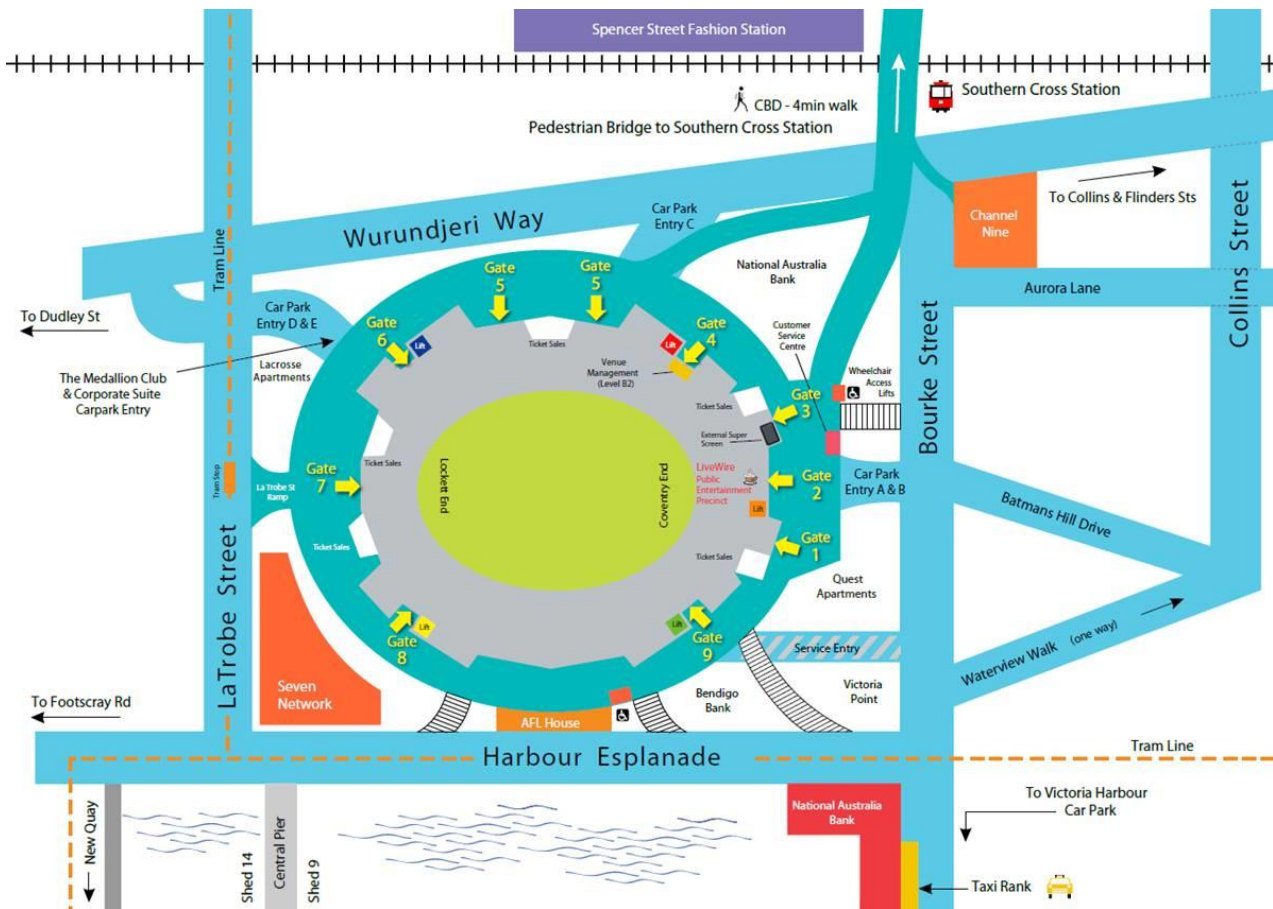 Spencer Street Fashion Station
CBD - 4min walk
Southern Cross Station
Pedestrian Bridge to Southern Cross Station
To Collins & Flinders Sts
Channel
Nine
Collins Street
Wurundjeri Way
Car Park
Entry C
Tram Line
National Australia
Bank
Aurora Lane
To Dudley St
Car Park
Entry D & E
Gate
5
Gate
5
Gate
6
Lift
Ticket Sales
Lift
Gate
4
Venue
Management
(Level B2)
Customer
Service
Centre
Bourke Street
The Medallion Club
& Corporate Suite
Carpark Entry
Lacrosse
Apartments
Wheelchair
Access
Lifts
Ticket Sales
Gate
3
External Super
Screen
Tram Stop
La Trobe St
Ramp
Gate
7
Ticket Sales
Lockett End
Coventry End
LiveWire
Public
Entertainment
Precinct
Lift
Gate
2
Car Park
Entry A & B
Batmans Hill Drive
LaTrobe Street
Ticket Sales
Ticket Sales
Gate
1
Quest
Apartments
Gate
8
Lift
Lift
Gate
9
Service Entry
Waterview Walk (one way)
Seven
Network
Bendigo
Bank
Victoria
Point
To Footscray Rd
AFL House
Harbour Esplanade
Tram Line
New Quay
Shed 14
Central Pier
Shed 9
National Australia
Bank
To Victoria Harbour
Car Park
Taxi Rank